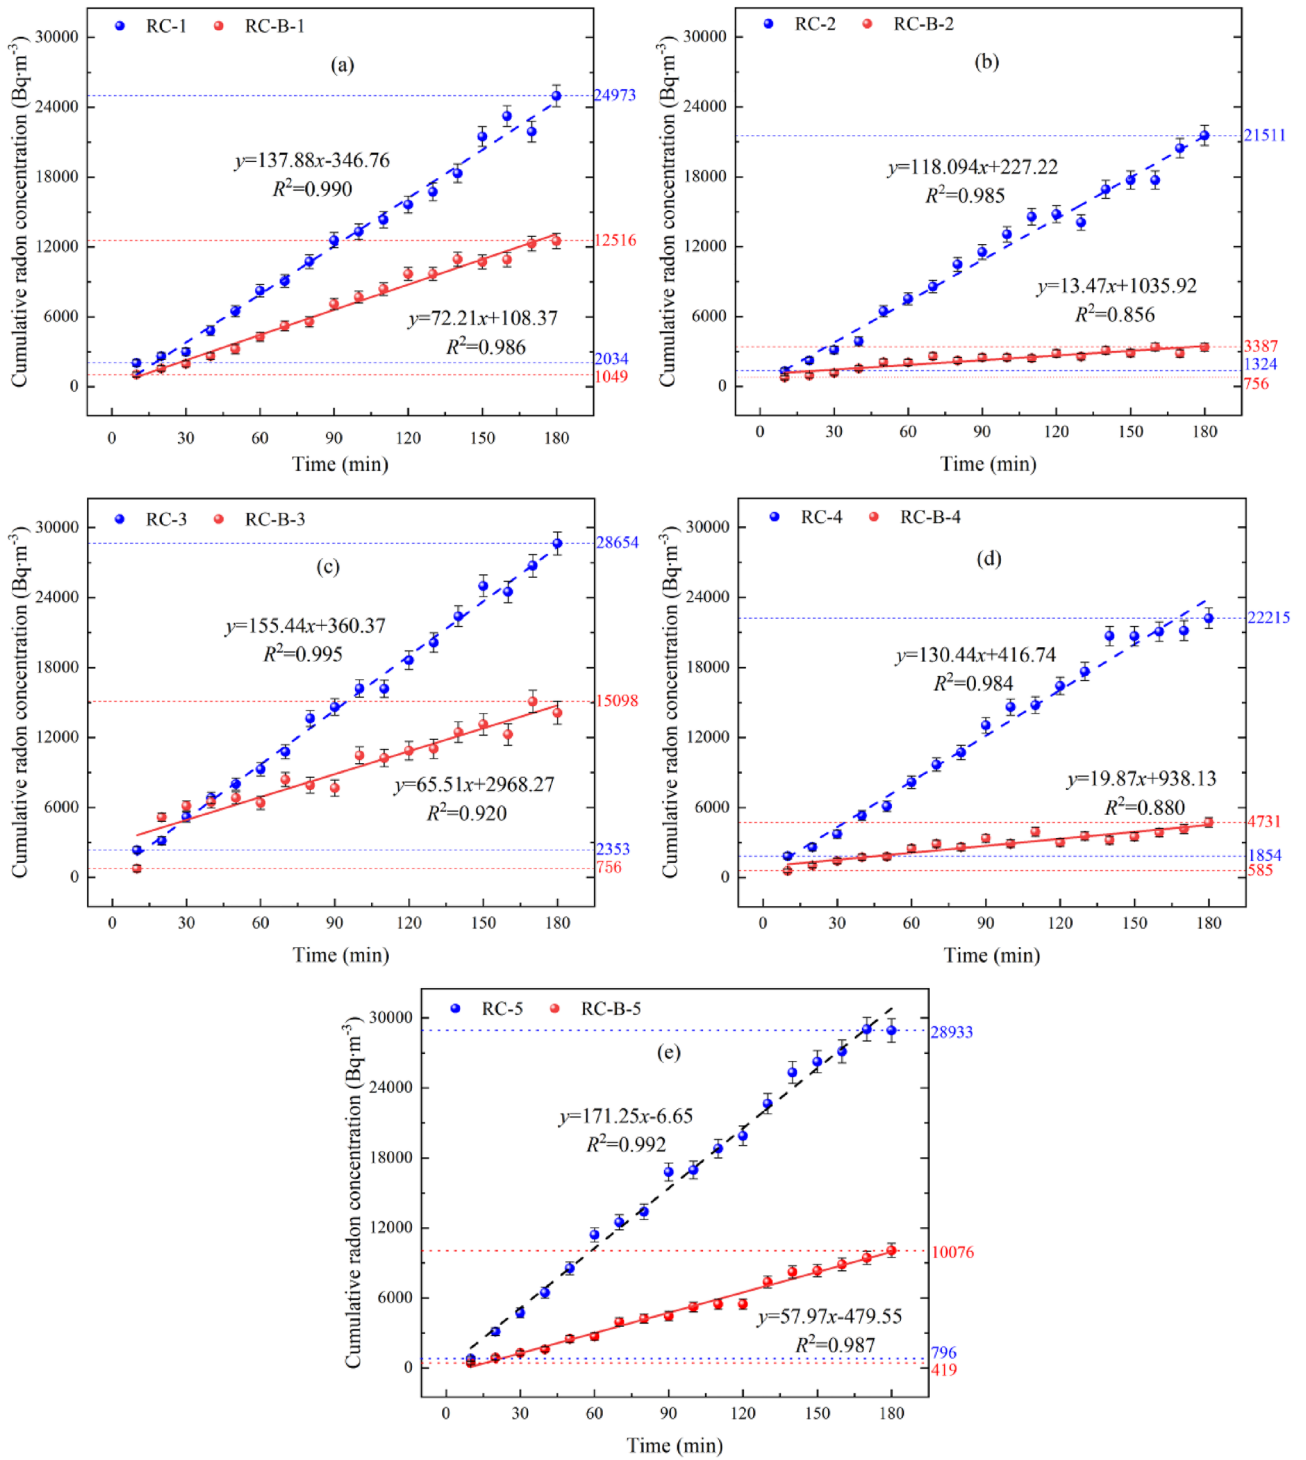 RC-1 RC-B-1
(a)
Cumulative radon concentration (Bq·m⁻³)
30000
24000
18000
12000
6000
0
y=137.88x-346.76
R²=0.990
y=72.21x+108.37
R²=0.986
24973
12516
2034
1049
0 30 60 90 120 150 180
Time (min)
RC-2 RC-B-2
(b)
Cumulative radon concentration (Bq·m⁻³)
30000
24000
18000
12000
6000
0
y=118.094x+227.22
R²=0.985
y=13.47x+1035.92
R²=0.856
21511
3387
1324
756
0 30 60 90 120 150 180
Time (min)
RC-3 RC-B-3
(c)
Cumulative radon concentration (Bq·m⁻³)
30000
24000
18000
12000
6000
0
y=155.44x+360.37
R²=0.995
y=65.51x+2968.27
R²=0.920
28654
15098
2353
756
0 30 60 90 120 150 180
Time (min)
RC-4 RC-B-4
(d)
Cumulative radon concentration (Bq·m⁻³)
30000
24000
18000
12000
6000
0
y=130.44x+416.74
R²=0.984
y=19.87x+938.13
R²=0.880
22215
4731
1854
585
0 30 60 90 120 150 180
Time (min)
RC-5 RC-B-5
(e)
Cumulative radon concentration (Bq·m⁻³)
30000
24000
18000
12000
6000
0
y=171.25x-6.65
R²=0.992
y=57.97x-479.55
R²=0.987
28933
10076
796
419
0 30 60 90 120 150 180
Time (min)